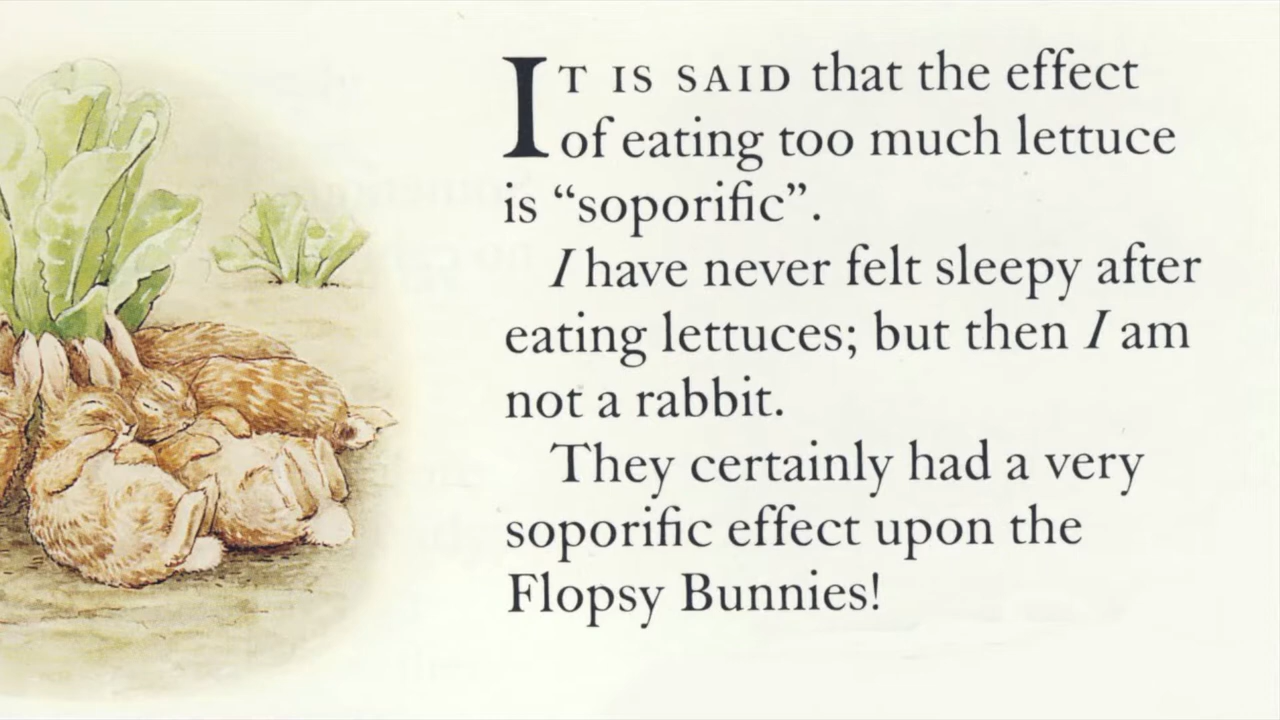 IT IS SAID that the effect
of eating too much lettuce
is “soporific”.
I have never felt sleepy after
eating lettuces; but then I am
not a rabbit.
They certainly had a very
soporific effect upon the
Flopsy Bunnies!